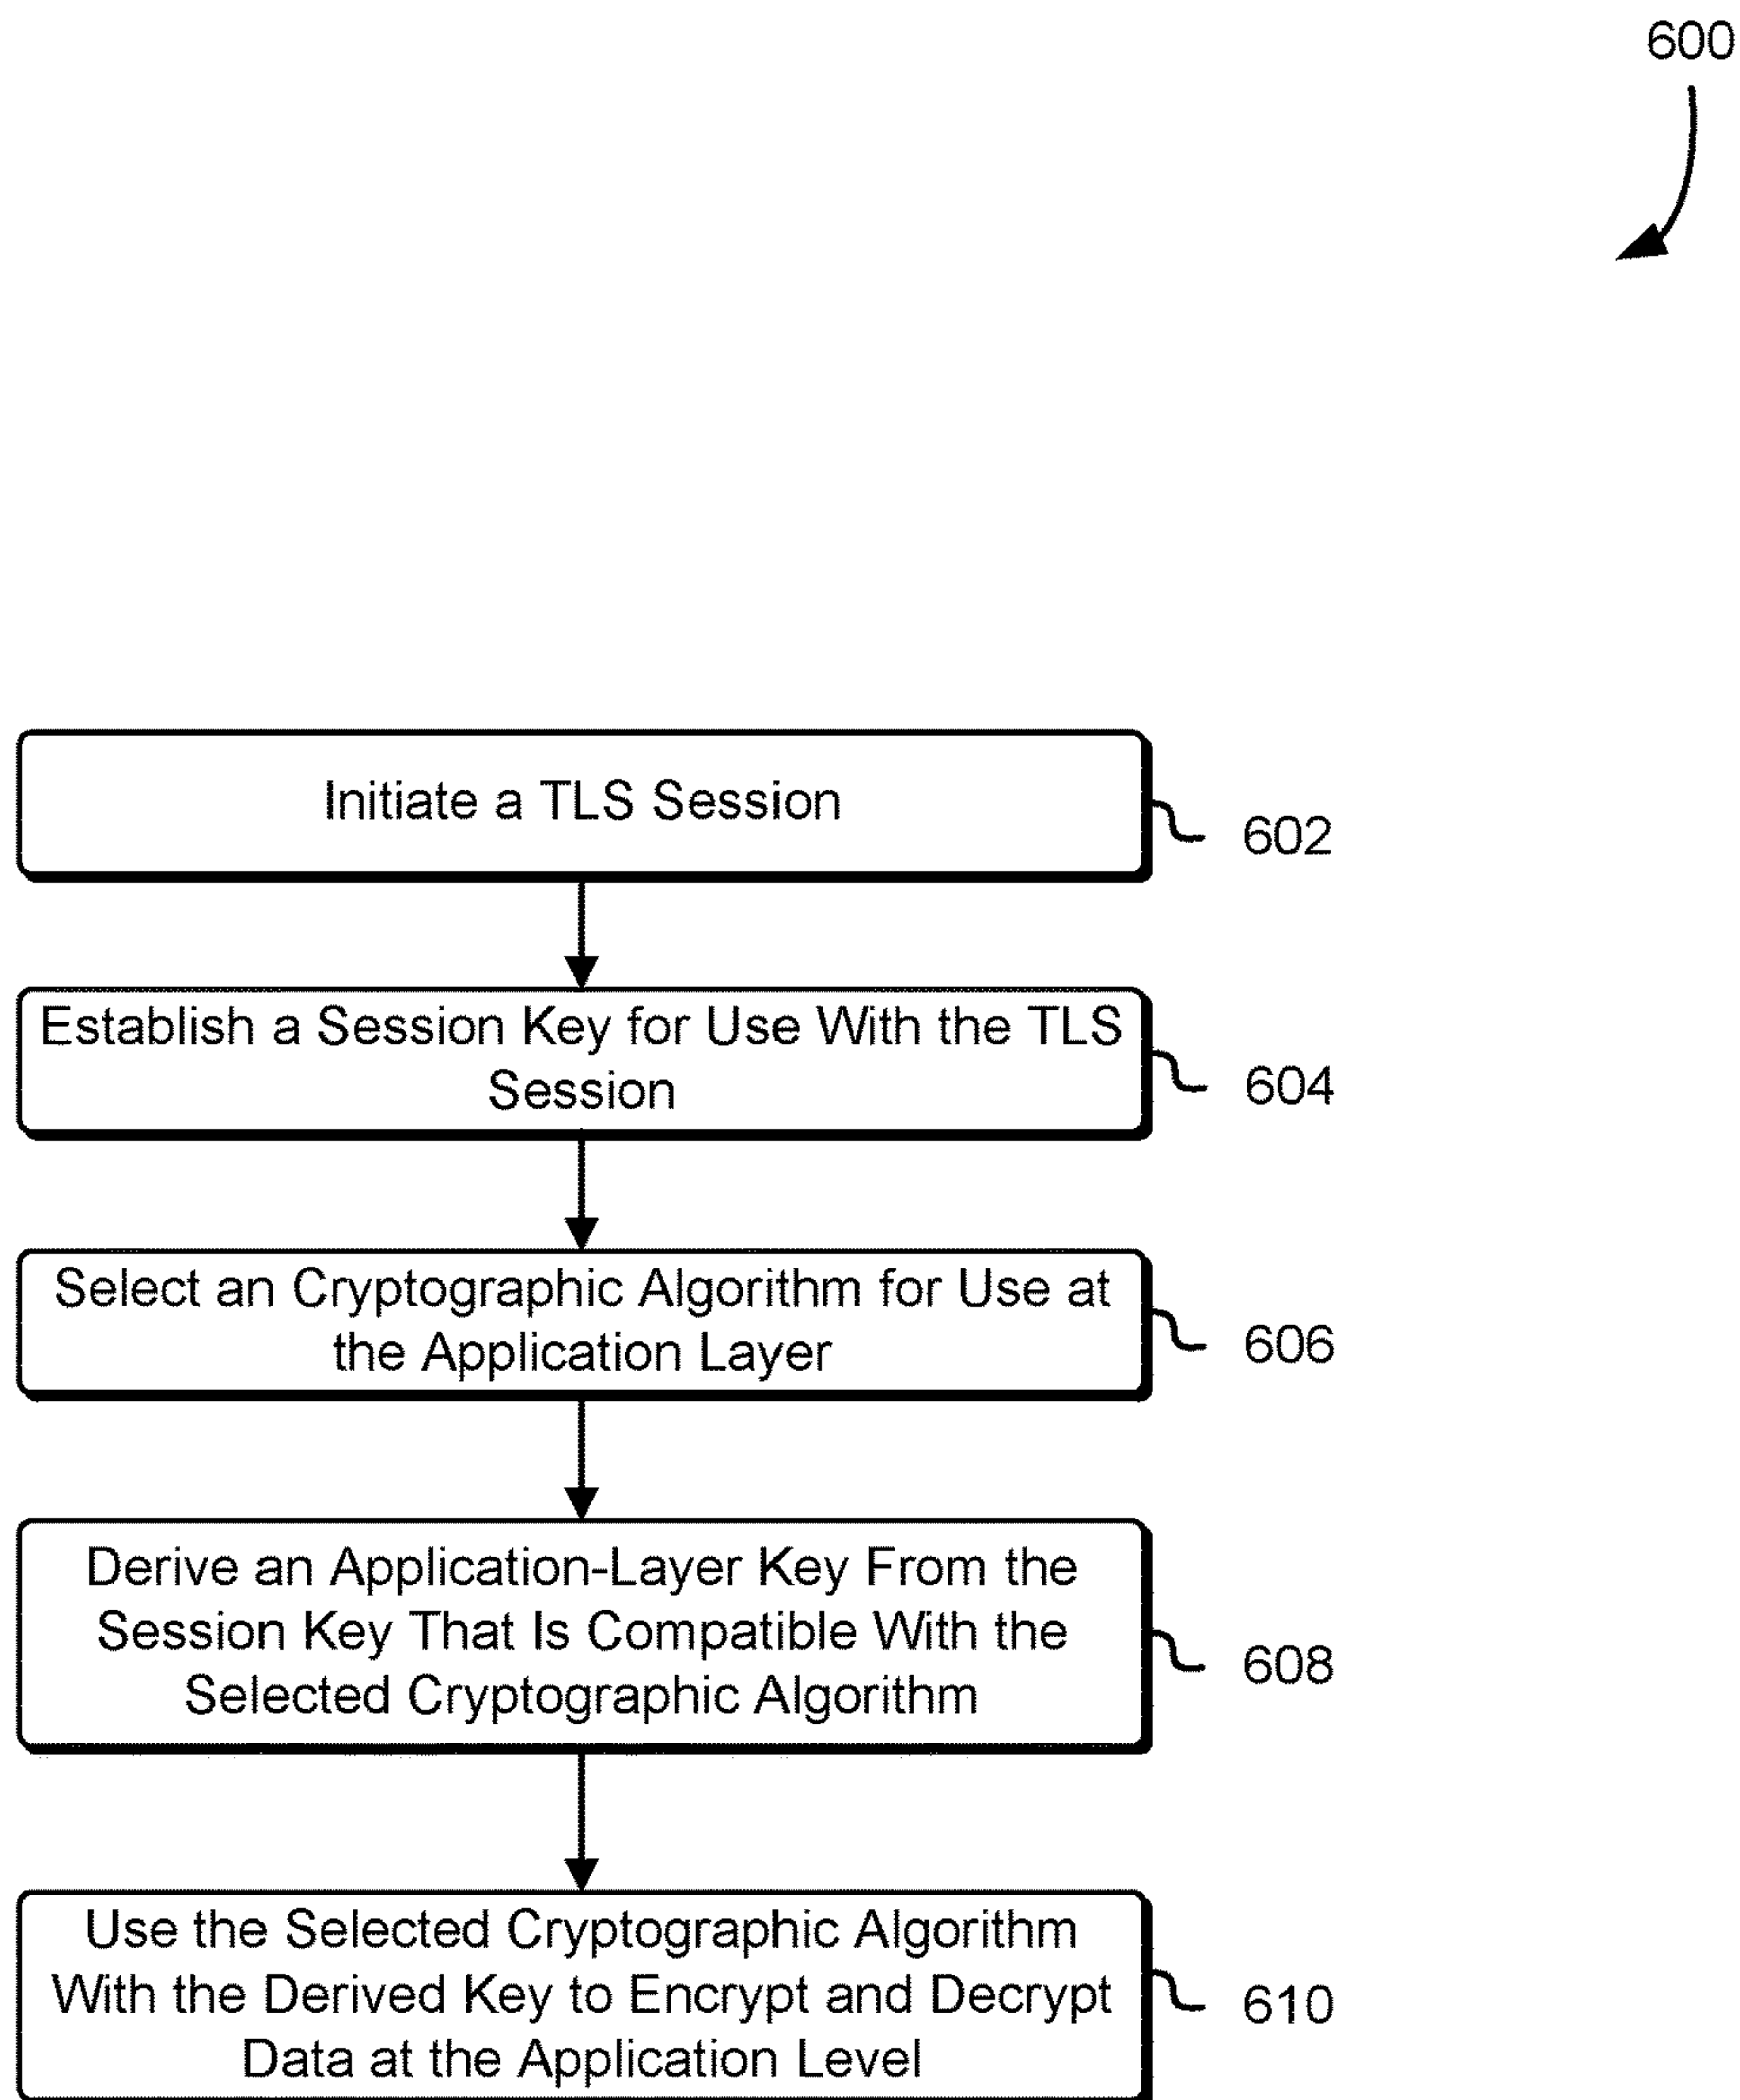 600
Initiate a TLS Session
602
Establish a Session Key for Use With the TLS
Session
604
Select an Cryptographic Algorithm for Use at
the Application Layer
606
Derive an Application-Layer Key From the
Session Key That Is Compatible With the
Selected Cryptographic Algorithm
608
Use the Selected Cryptographic Algorithm
With the Derived Key to Encrypt and Decrypt
Data at the Application Level
610